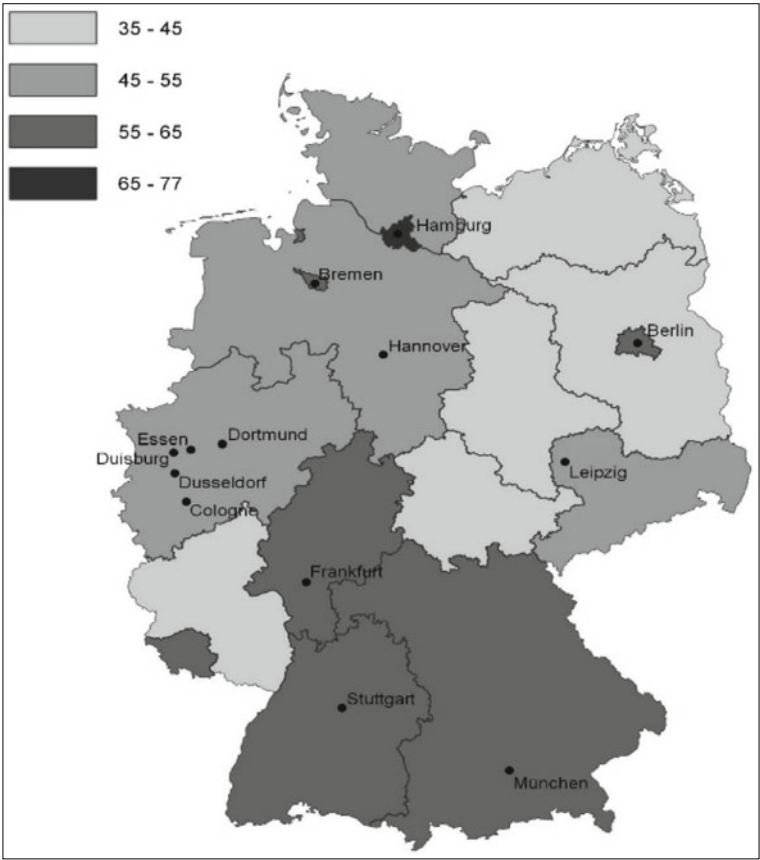 35 - 45
45 - 55
55 - 65
65 - 77
Hamburg
Bremen
Berlin
Hannover
Essen
Dortmund
Duisburg
Leipzig
Dusseldorf
Cologne
Frankfurt
Stuttgart
München